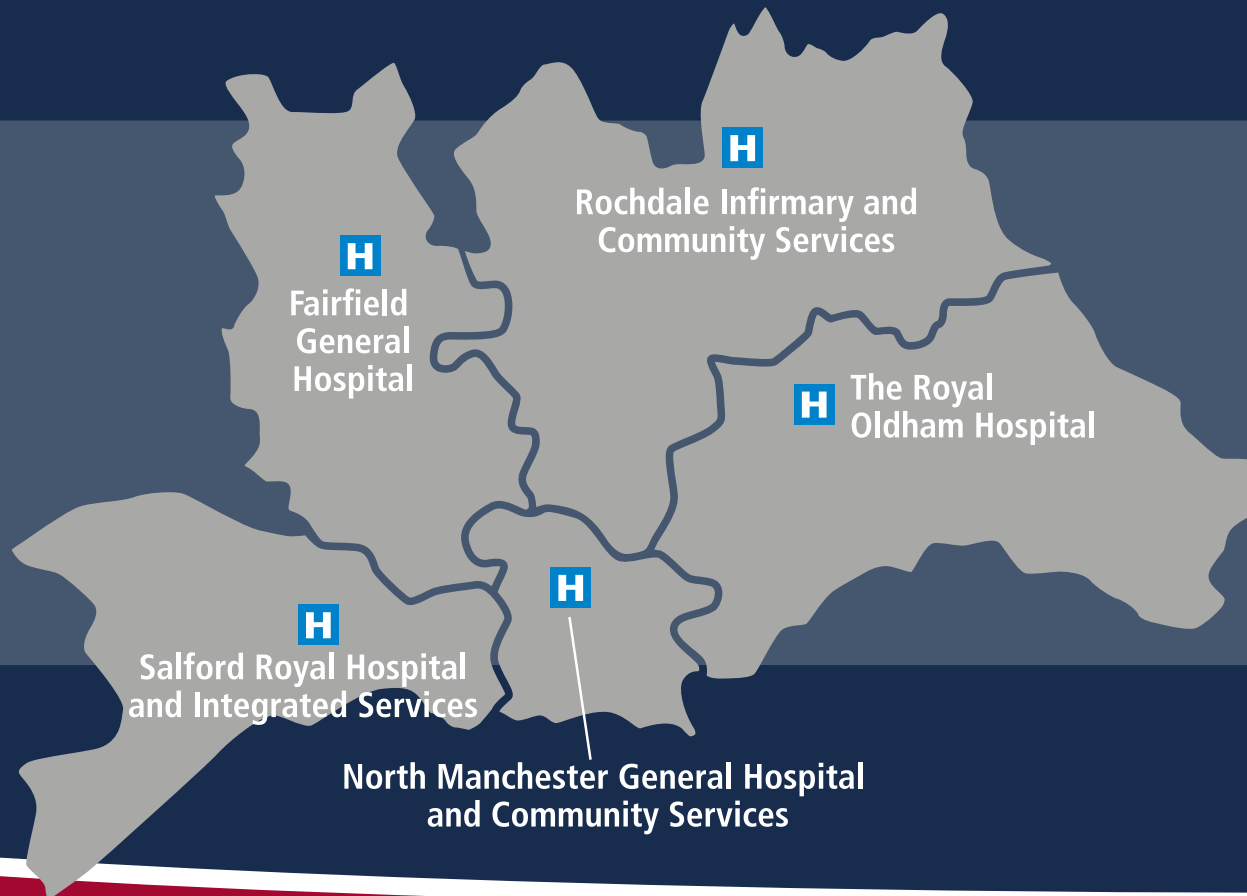 H
Rochdale Infirmary and
Community Services
H
Fairfield
General
Hospital
H
The Royal
Oldham Hospital
H
H
Salford Royal Hospital
and Integrated Services
North Manchester General Hospital
and Community Services